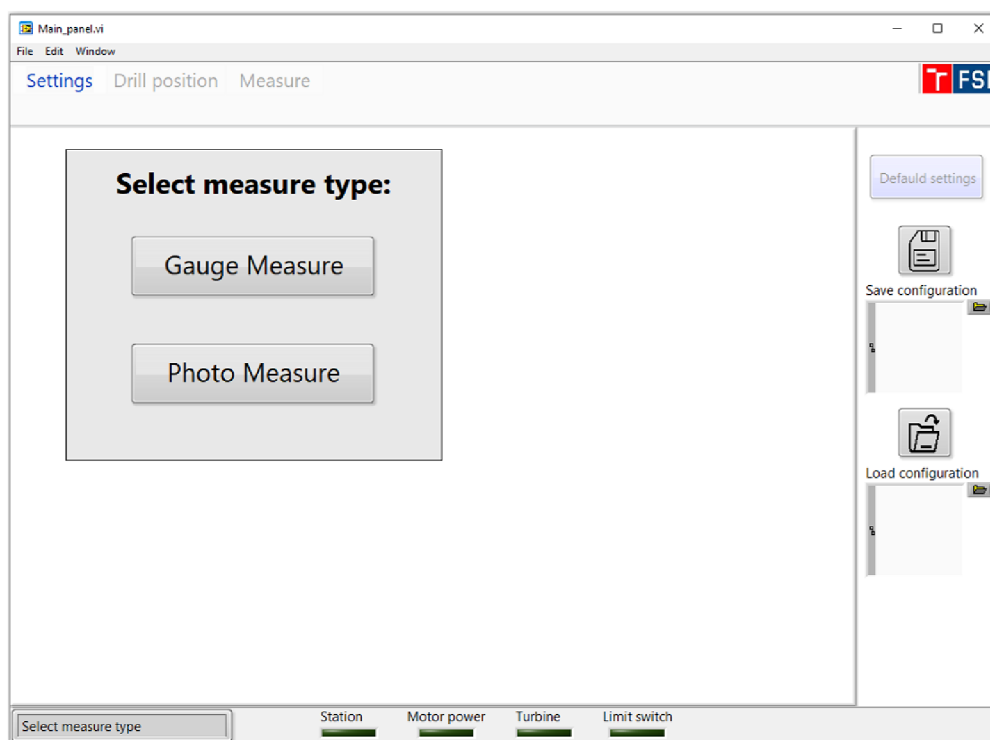 Main_panel.vi
File Edit Window
Settings Drill position Measure
T FSI
Select measure type:
Gauge Measure
Photo Measure
Defauld settings
Save configuration
Load configuration
Select measure type
Station Motor power Turbine Limit switch